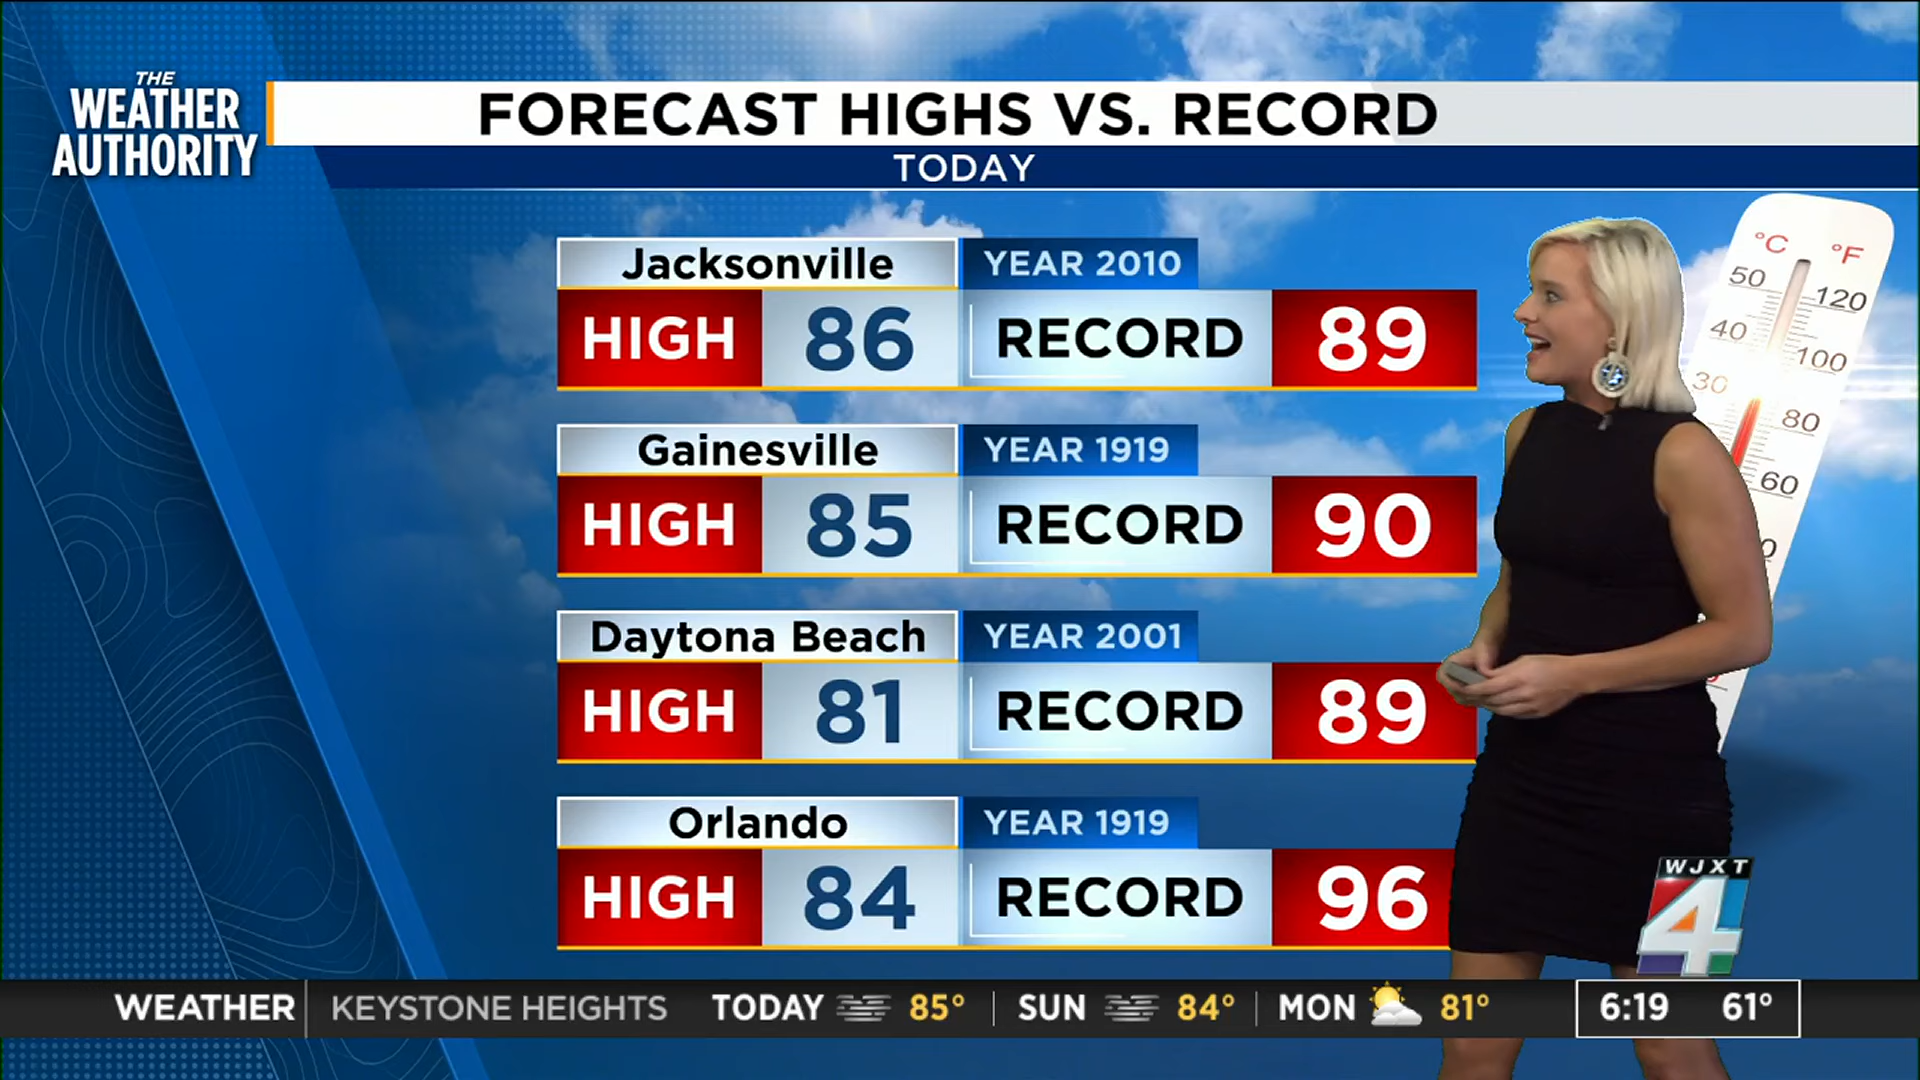 THE
WEATHER
AUTHORITY
FORECAST HIGHS VS. RECORD
TODAY
Jacksonville YEAR 2010
HIGH 86 RECORD 89
Gainesville YEAR 1919
HIGH 85 RECORD 90
Daytona Beach YEAR 2001
HIGH 81 RECORD 89
Orlando YEAR 1919
HIGH 84 RECORD 96
°C °F
50
120
40
100
30
80
60
WJXT
4
WEATHER KEYSTONE HEIGHTS TODAY 85° SUN 84° MON 81° 6:19 61°